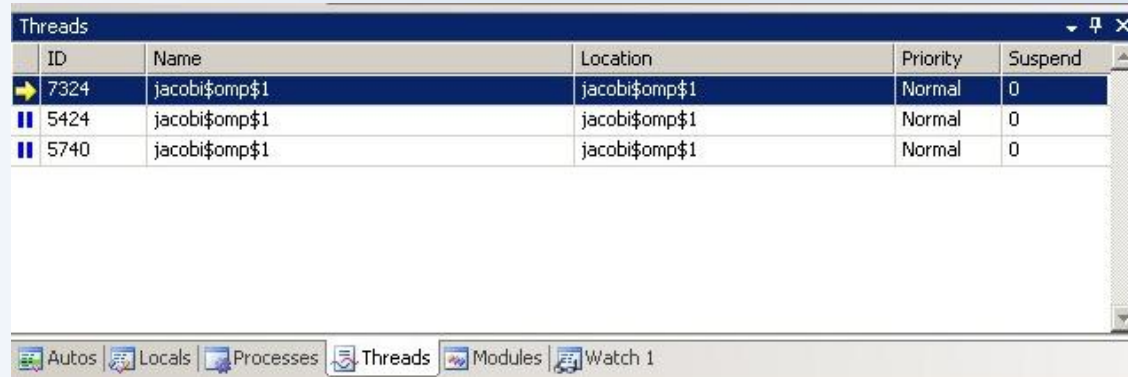 Threads
ID Name Location Priority Suspend
7324 jacobi$omp$1 jacobi$omp$1 Normal 0
5424 jacobi$omp$1 jacobi$omp$1 Normal 0
5740 jacobi$omp$1 jacobi$omp$1 Normal 0
Autos Locals Processes Threads Modules Watch 1